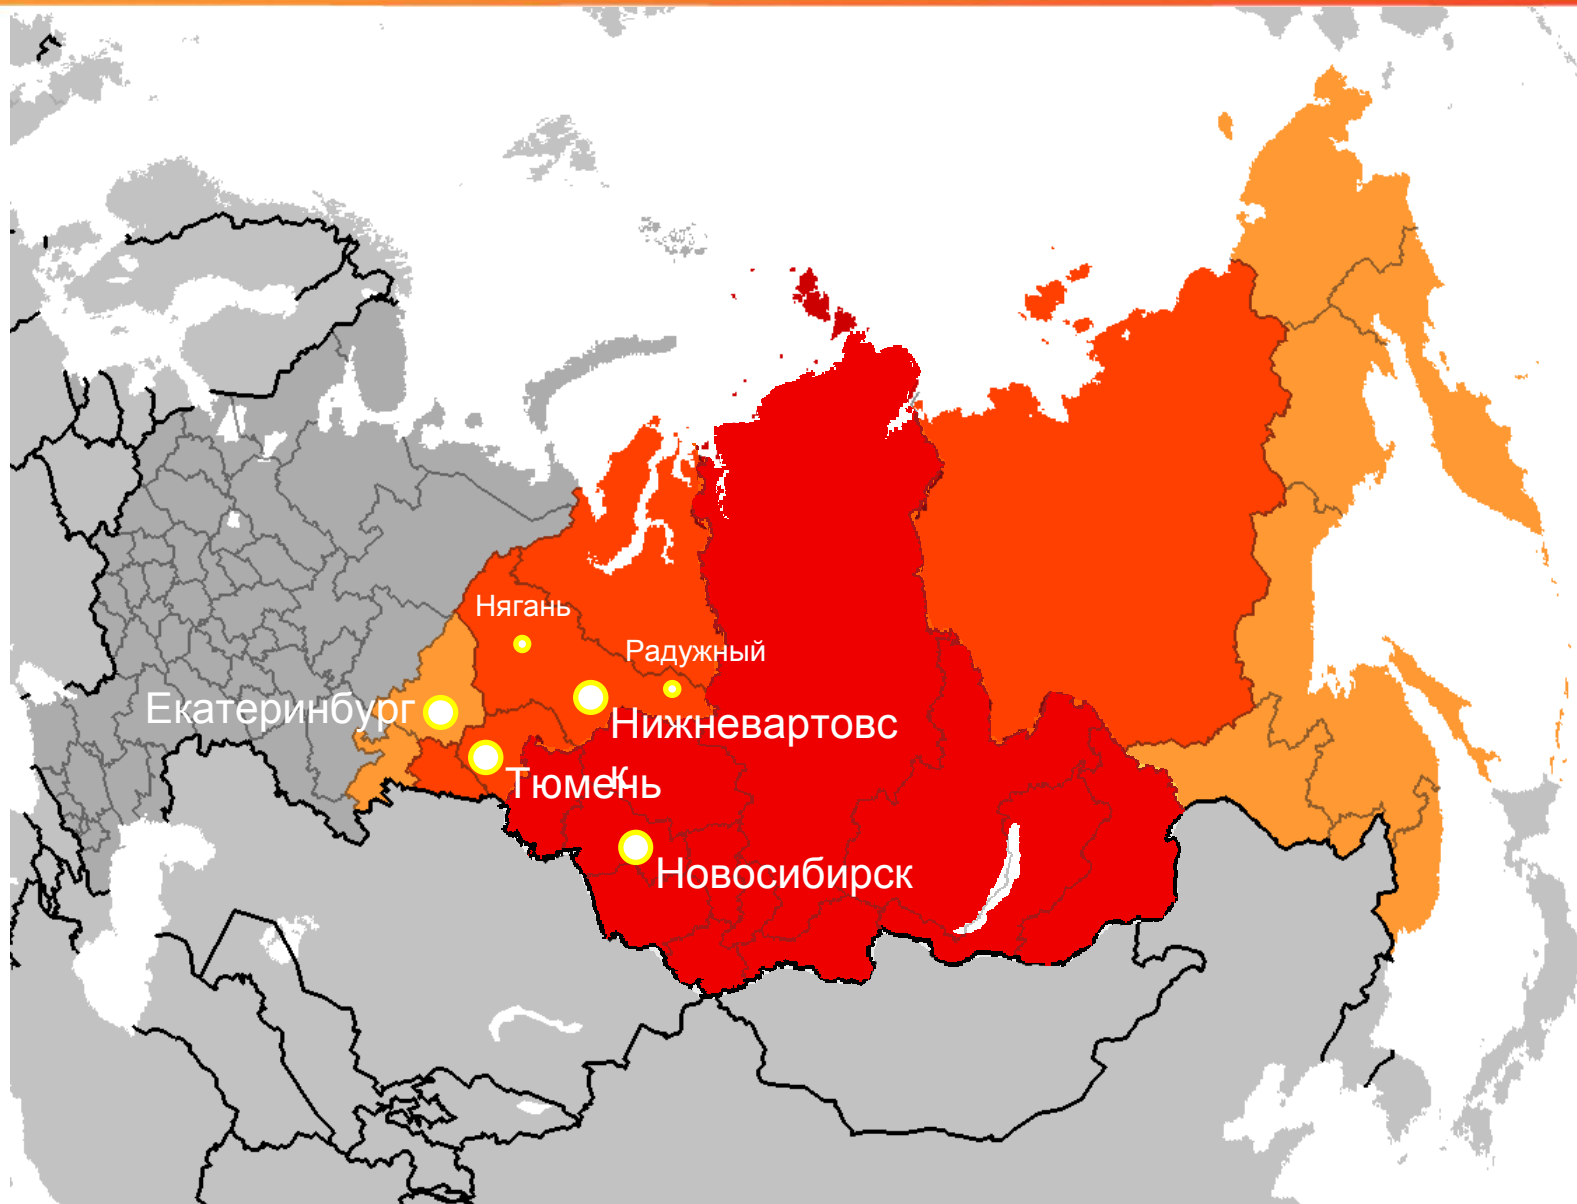 Нягань
Радужный
Екатеринбург
Нижневартовс
к
Тюмень
Новосибирск